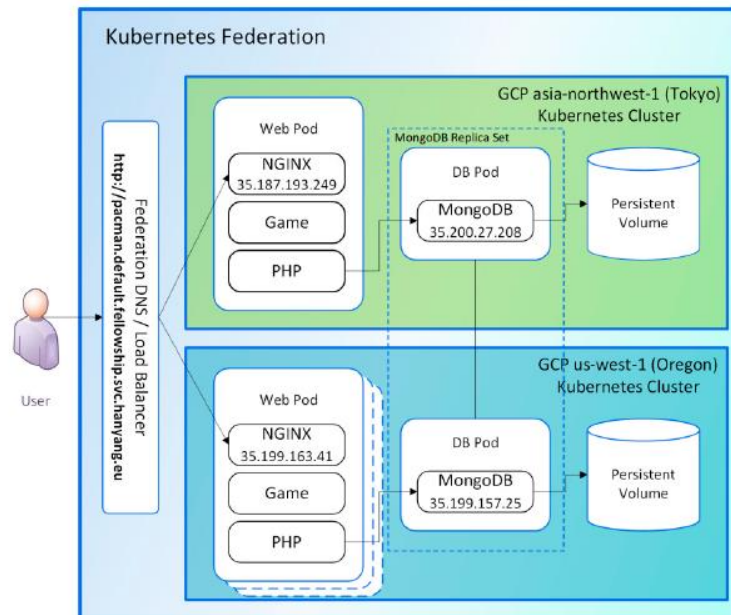 Kubernetes Federation
GCP asia-northwest-1 (Tokyo)
Kubernetes Cluster
Web Pod
NGINX
35.187.193.249
Game
PHP
MongoDB Replica Set
DB Pod
MongoDB
35.200.27.208
Persistent
Volume
Federation DNS / Load Balancer
http://pacman.default.fellowship.svc.hanyang.eu
User
GCP us-west-1 (Oregon)
Kubernetes Cluster
Web Pod
NGINX
35.199.163.41
Game
PHP
DB Pod
MongoDB
35.199.157.25
Persistent
Volume